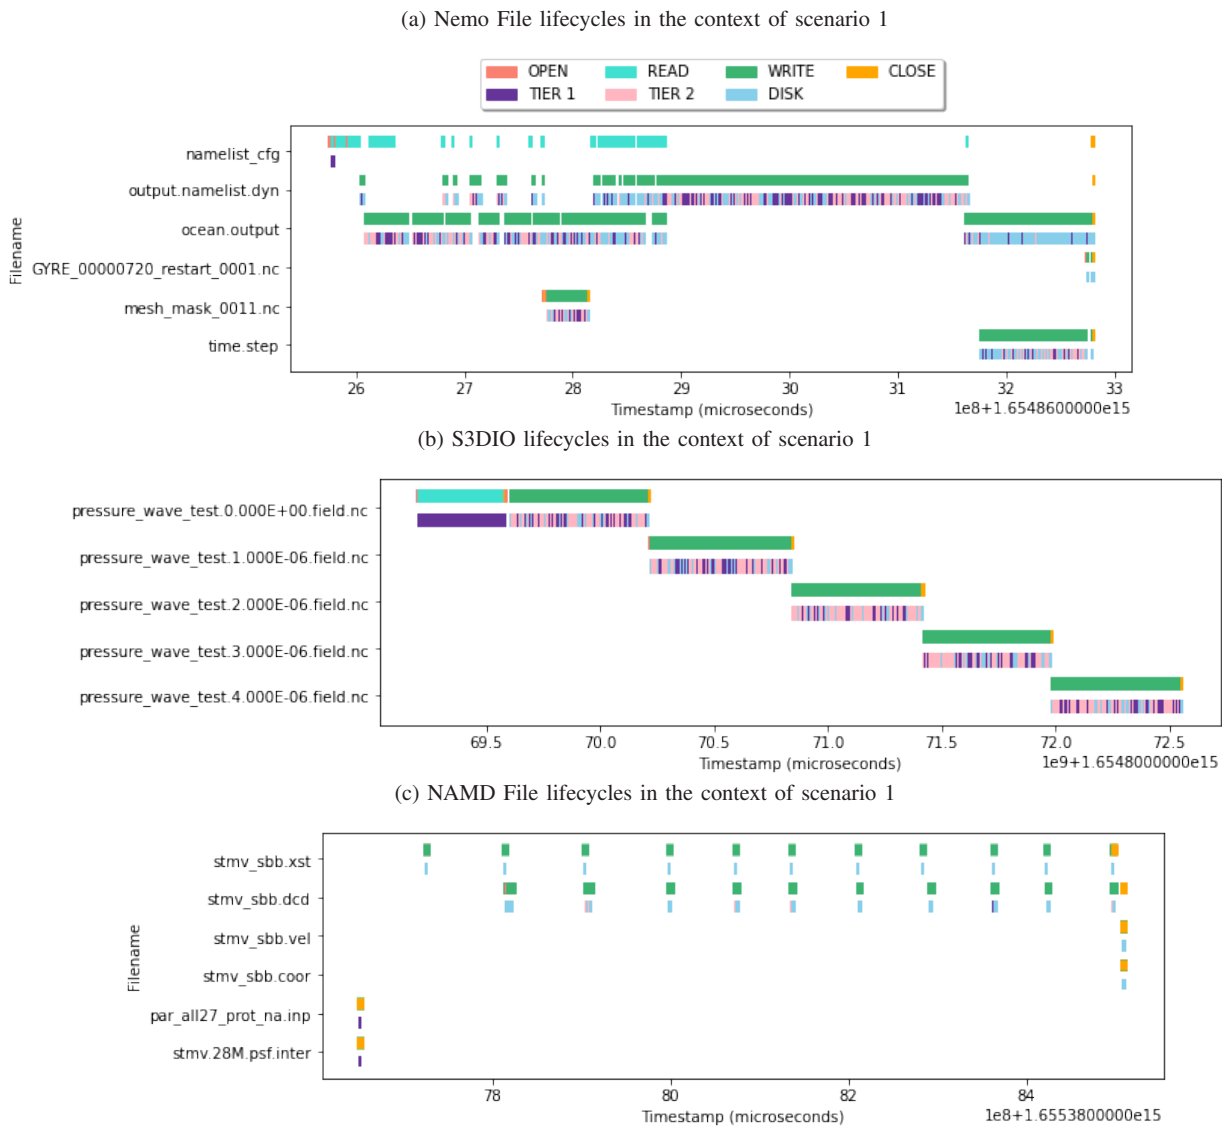 (a) Nemo File lifecycles in the context of scenario 1
OPEN READ WRITE CLOSE
TIER 1 TIER 2 DISK
Filename
namelist_cfg
output.namelist.dyn
ocean.output
GYRE_00000720_restart_0001.nc
mesh_mask_0011.nc
time.step
26 27 28 29 30 31 32 33
Timestamp (microseconds)
1e8+1.6548600000e15
(b) S3DIO lifecycles in the context of scenario 1
pressure_wave_test.0.000E+00.field.nc
pressure_wave_test.1.000E-06.field.nc
pressure_wave_test.2.000E-06.field.nc
pressure_wave_test.3.000E-06.field.nc
pressure_wave_test.4.000E-06.field.nc
69.5 70.0 70.5 71.0 71.5 72.0 72.5
Timestamp (microseconds)
1e9+1.6548000000e15
(c) NAMD File lifecycles in the context of scenario 1
Filename
stmv_sbb.xst
stmv_sbb.dcd
stmv_sbb.vel
stmv_sbb.coor
par_all27_prot_na.inp
stmv.28M.psf.inter
78 80 82 84
Timestamp (microseconds)
1e8+1.6553800000e15